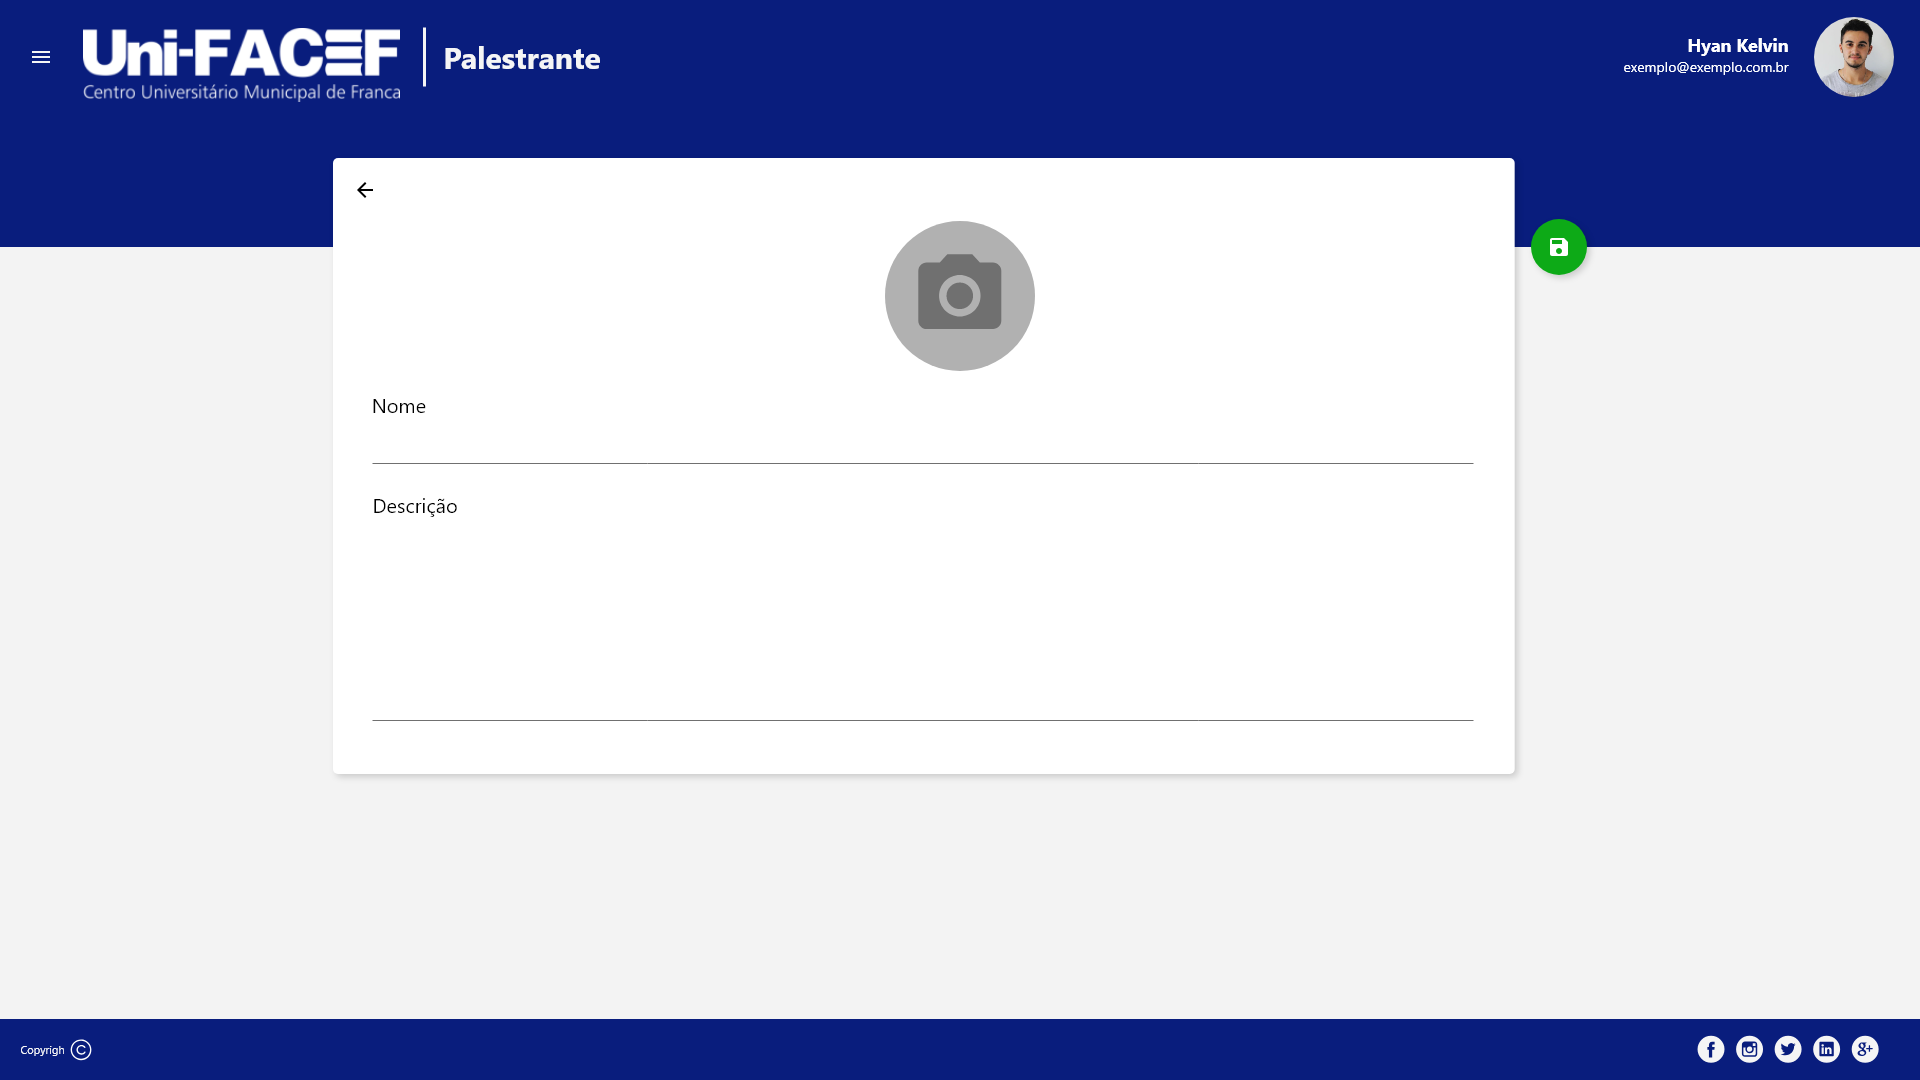 Uni-FACEF
Centro Universitário Municipal de Franca
Palestrante
Hyan Kelvin
exemplo@exemplo.com.br
Nome
Descrição
Copyrigh ©